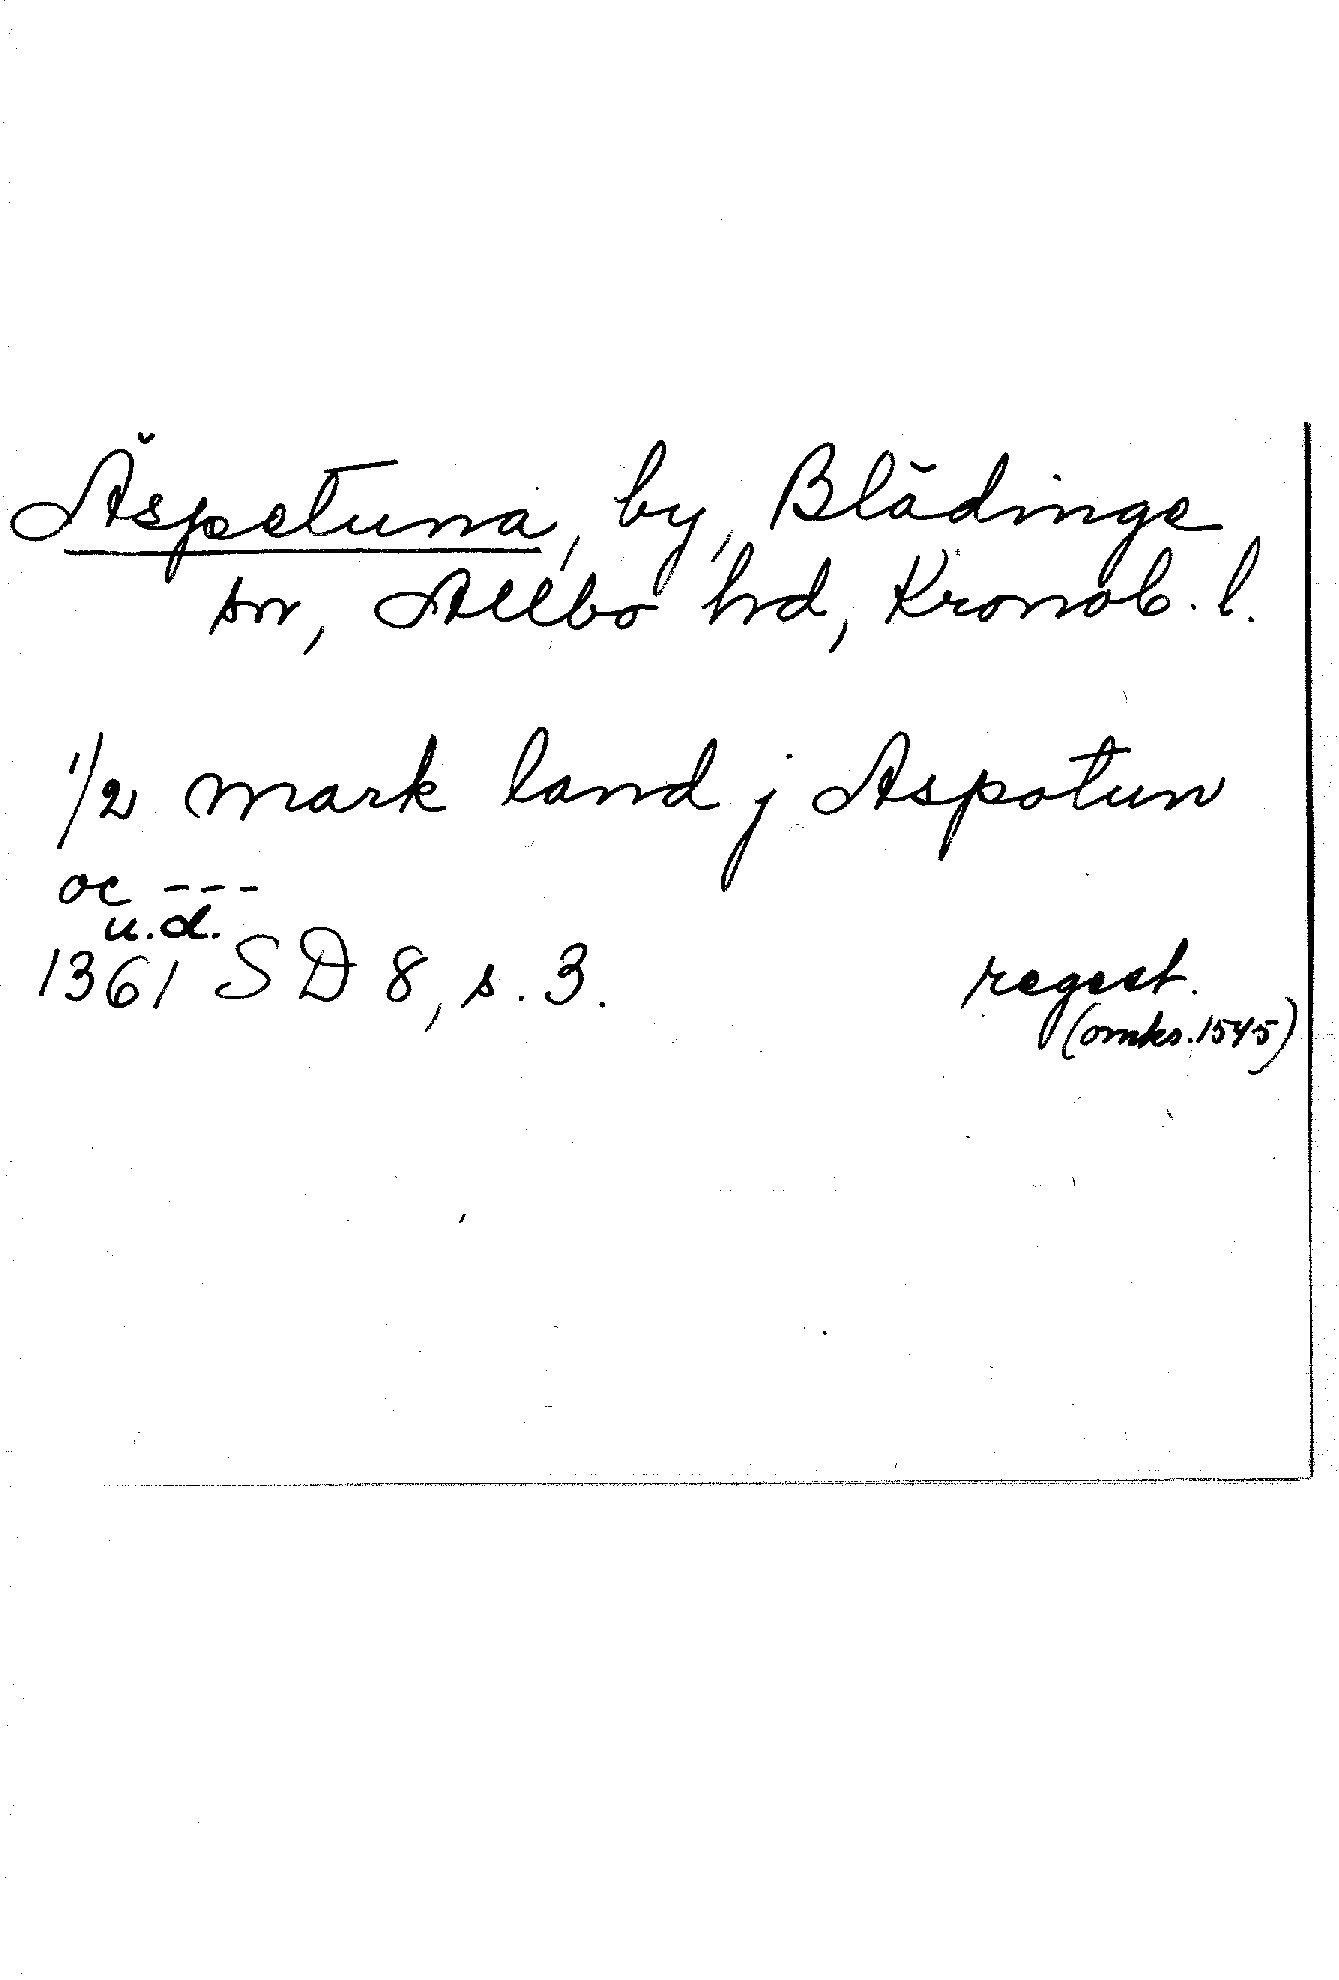 Äspetuna, by, Blädinge
sn, Allbo hd, Kronob. l.
1/2 mark land j Aspotun
oc ---
u.d.
1361 SD 8, s. 3. regest.
(omkr. 1545)